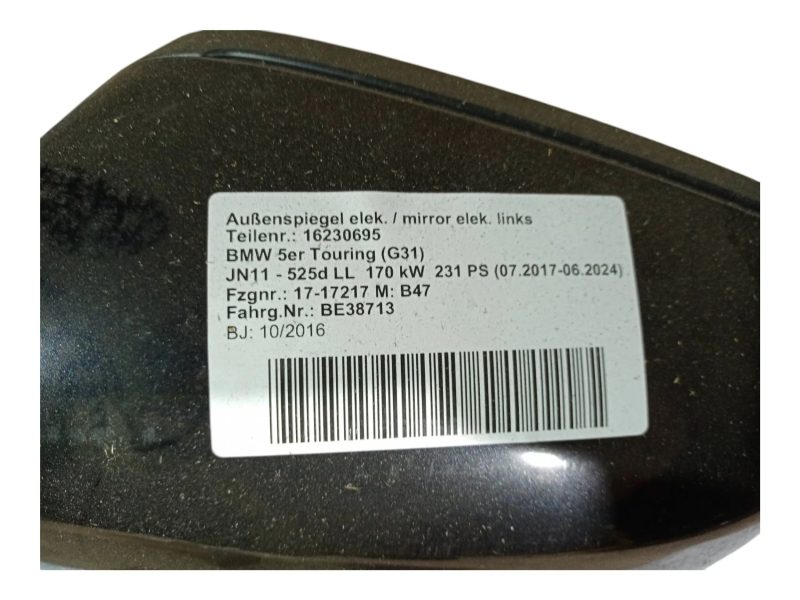 Außenspiegel elek. / mirror elek. links
Teilenr.: 16230695
BMW 5er Touring (G31)
JN11 - 525d LL 170 kW 231 PS (07.2017-06.2024)
Fzgnr.: 17-17217 M: B47
Fahrg.Nr.: BE38713
BJ: 10/2016